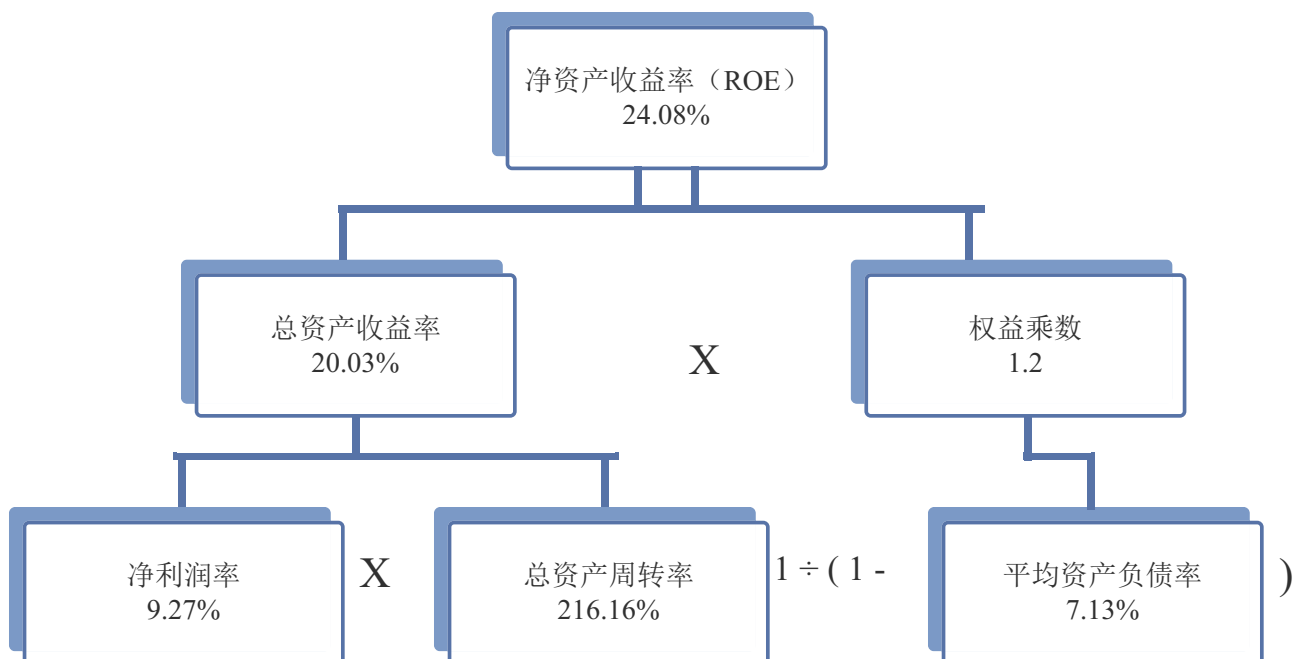 净资产收益率（ROE）
24.08%
总资产收益率
20.03%
X
权益乘数
1.2
净利润率
9.27%
X
总资产周转率
216.16%
1 ÷ ( 1 -
平均资产负债率
7.13%
)